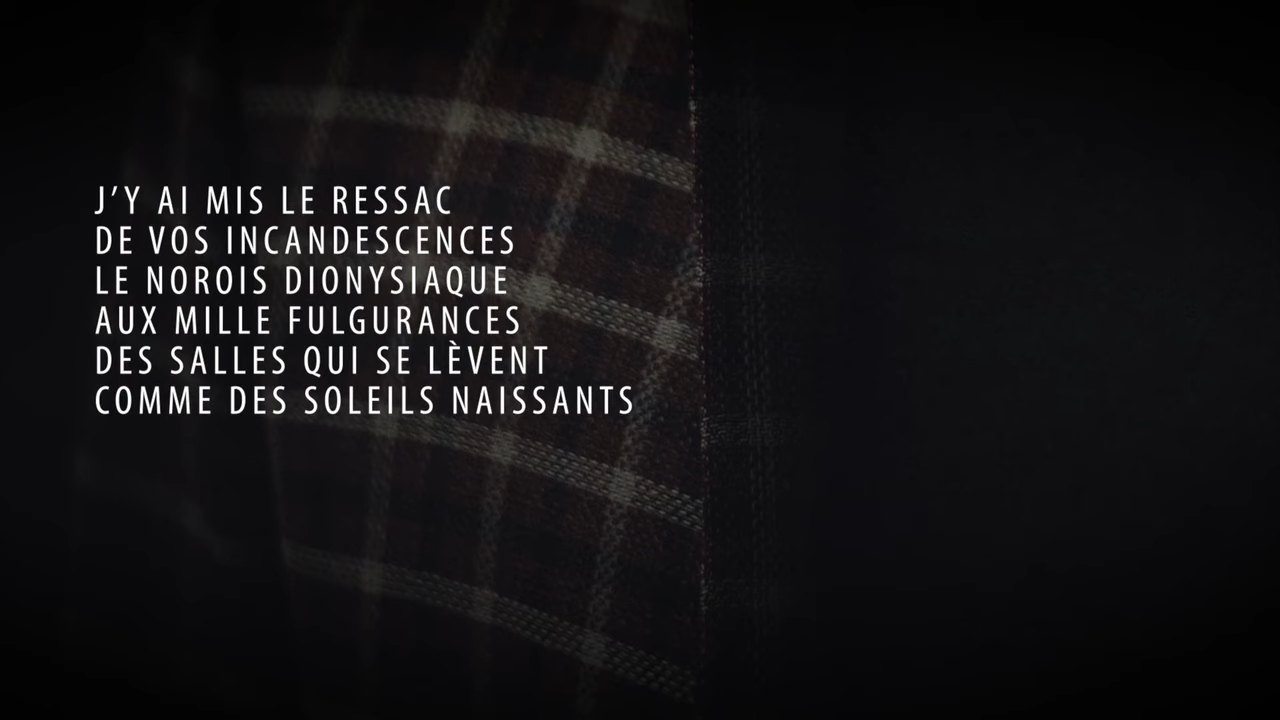 J’Y AI MIS LE RESSAC
DE VOS INCANDESCENCES
LE NOROIS DIONYSIAQUE
AUX MILLE FULGURANCES
DES SALLES QUI SE LÈVENT
COMME DES SOLEILS NAISSANTS